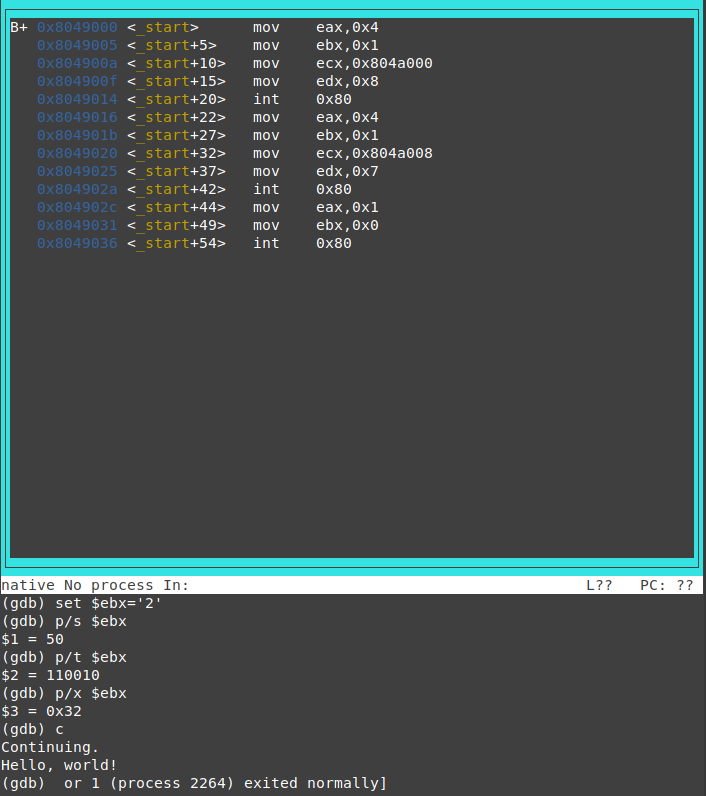 B+ 0x8049000 <_start>      mov    eax,0x4
   0x8049005 <_start+5>    mov    ebx,0x1
   0x804900a <_start+10>   mov    ecx,0x804a000
   0x804900f <_start+15>   mov    edx,0x8
   0x8049014 <_start+20>   int    0x80
   0x8049016 <_start+22>   mov    eax,0x4
   0x804901b <_start+27>   mov    ebx,0x1
   0x8049020 <_start+32>   mov    ecx,0x804a008
   0x8049025 <_start+37>   mov    edx,0x7
   0x804902a <_start+42>   int    0x80
   0x804902c <_start+44>   mov    eax,0x1
   0x8049031 <_start+49>   mov    ebx,0x0
   0x8049036 <_start+54>   int    0x80
native No process In:                                            L??   PC: ??
(gdb) set $ebx='2'
(gdb) p/s $ebx
$1 = 50
(gdb) p/t $ebx
$2 = 110010
(gdb) p/x $ebx
$3 = 0x32
(gdb) c
Continuing.
Hello, world!
(gdb)  or 1 (process 2264) exited normally]